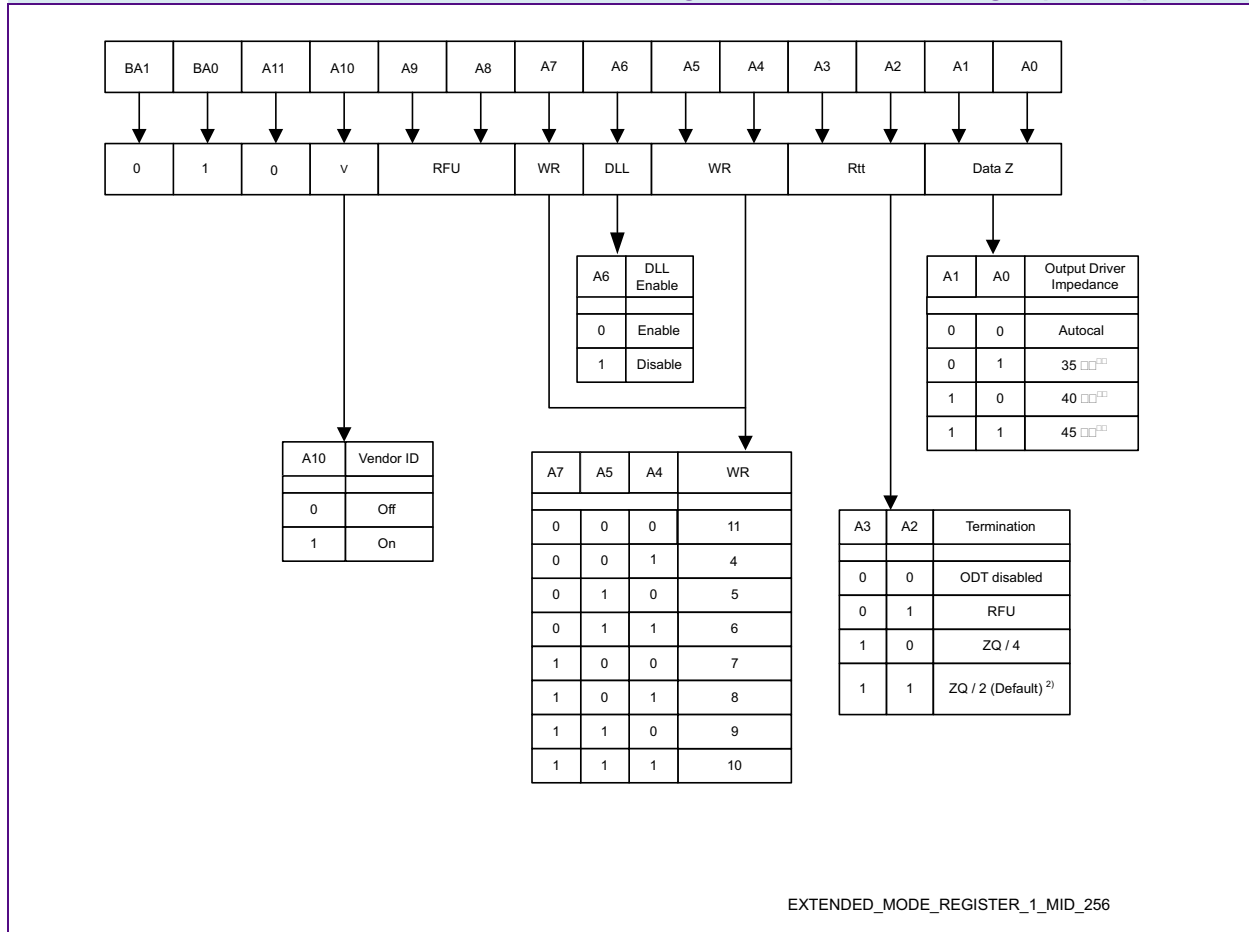 BA1 BA0 A11 A10 A9 A8 A7 A6 A5 A4 A3 A2 A1 A0
0 1 0 V RFU WR DLL WR Rtt Data Z
A6 DLL Enable
0 Enable
1 Disable
A1 A0 Output Driver Impedance
0 0 Autocal
0 1 35
1 0 40
1 1 45
A10 Vendor ID
0 Off
1 On
A7 A5 A4 WR
0 0 0 11
0 0 1 4
0 1 0 5
0 1 1 6
1 0 0 7
1 0 1 8
1 1 0 9
1 1 1 10
A3 A2 Termination
0 0 ODT disabled
0 1 RFU
1 0 ZQ / 4
1 1 ZQ / 2 (Default) 2)
EXTENDED_MODE_REGISTER_1_MID_256